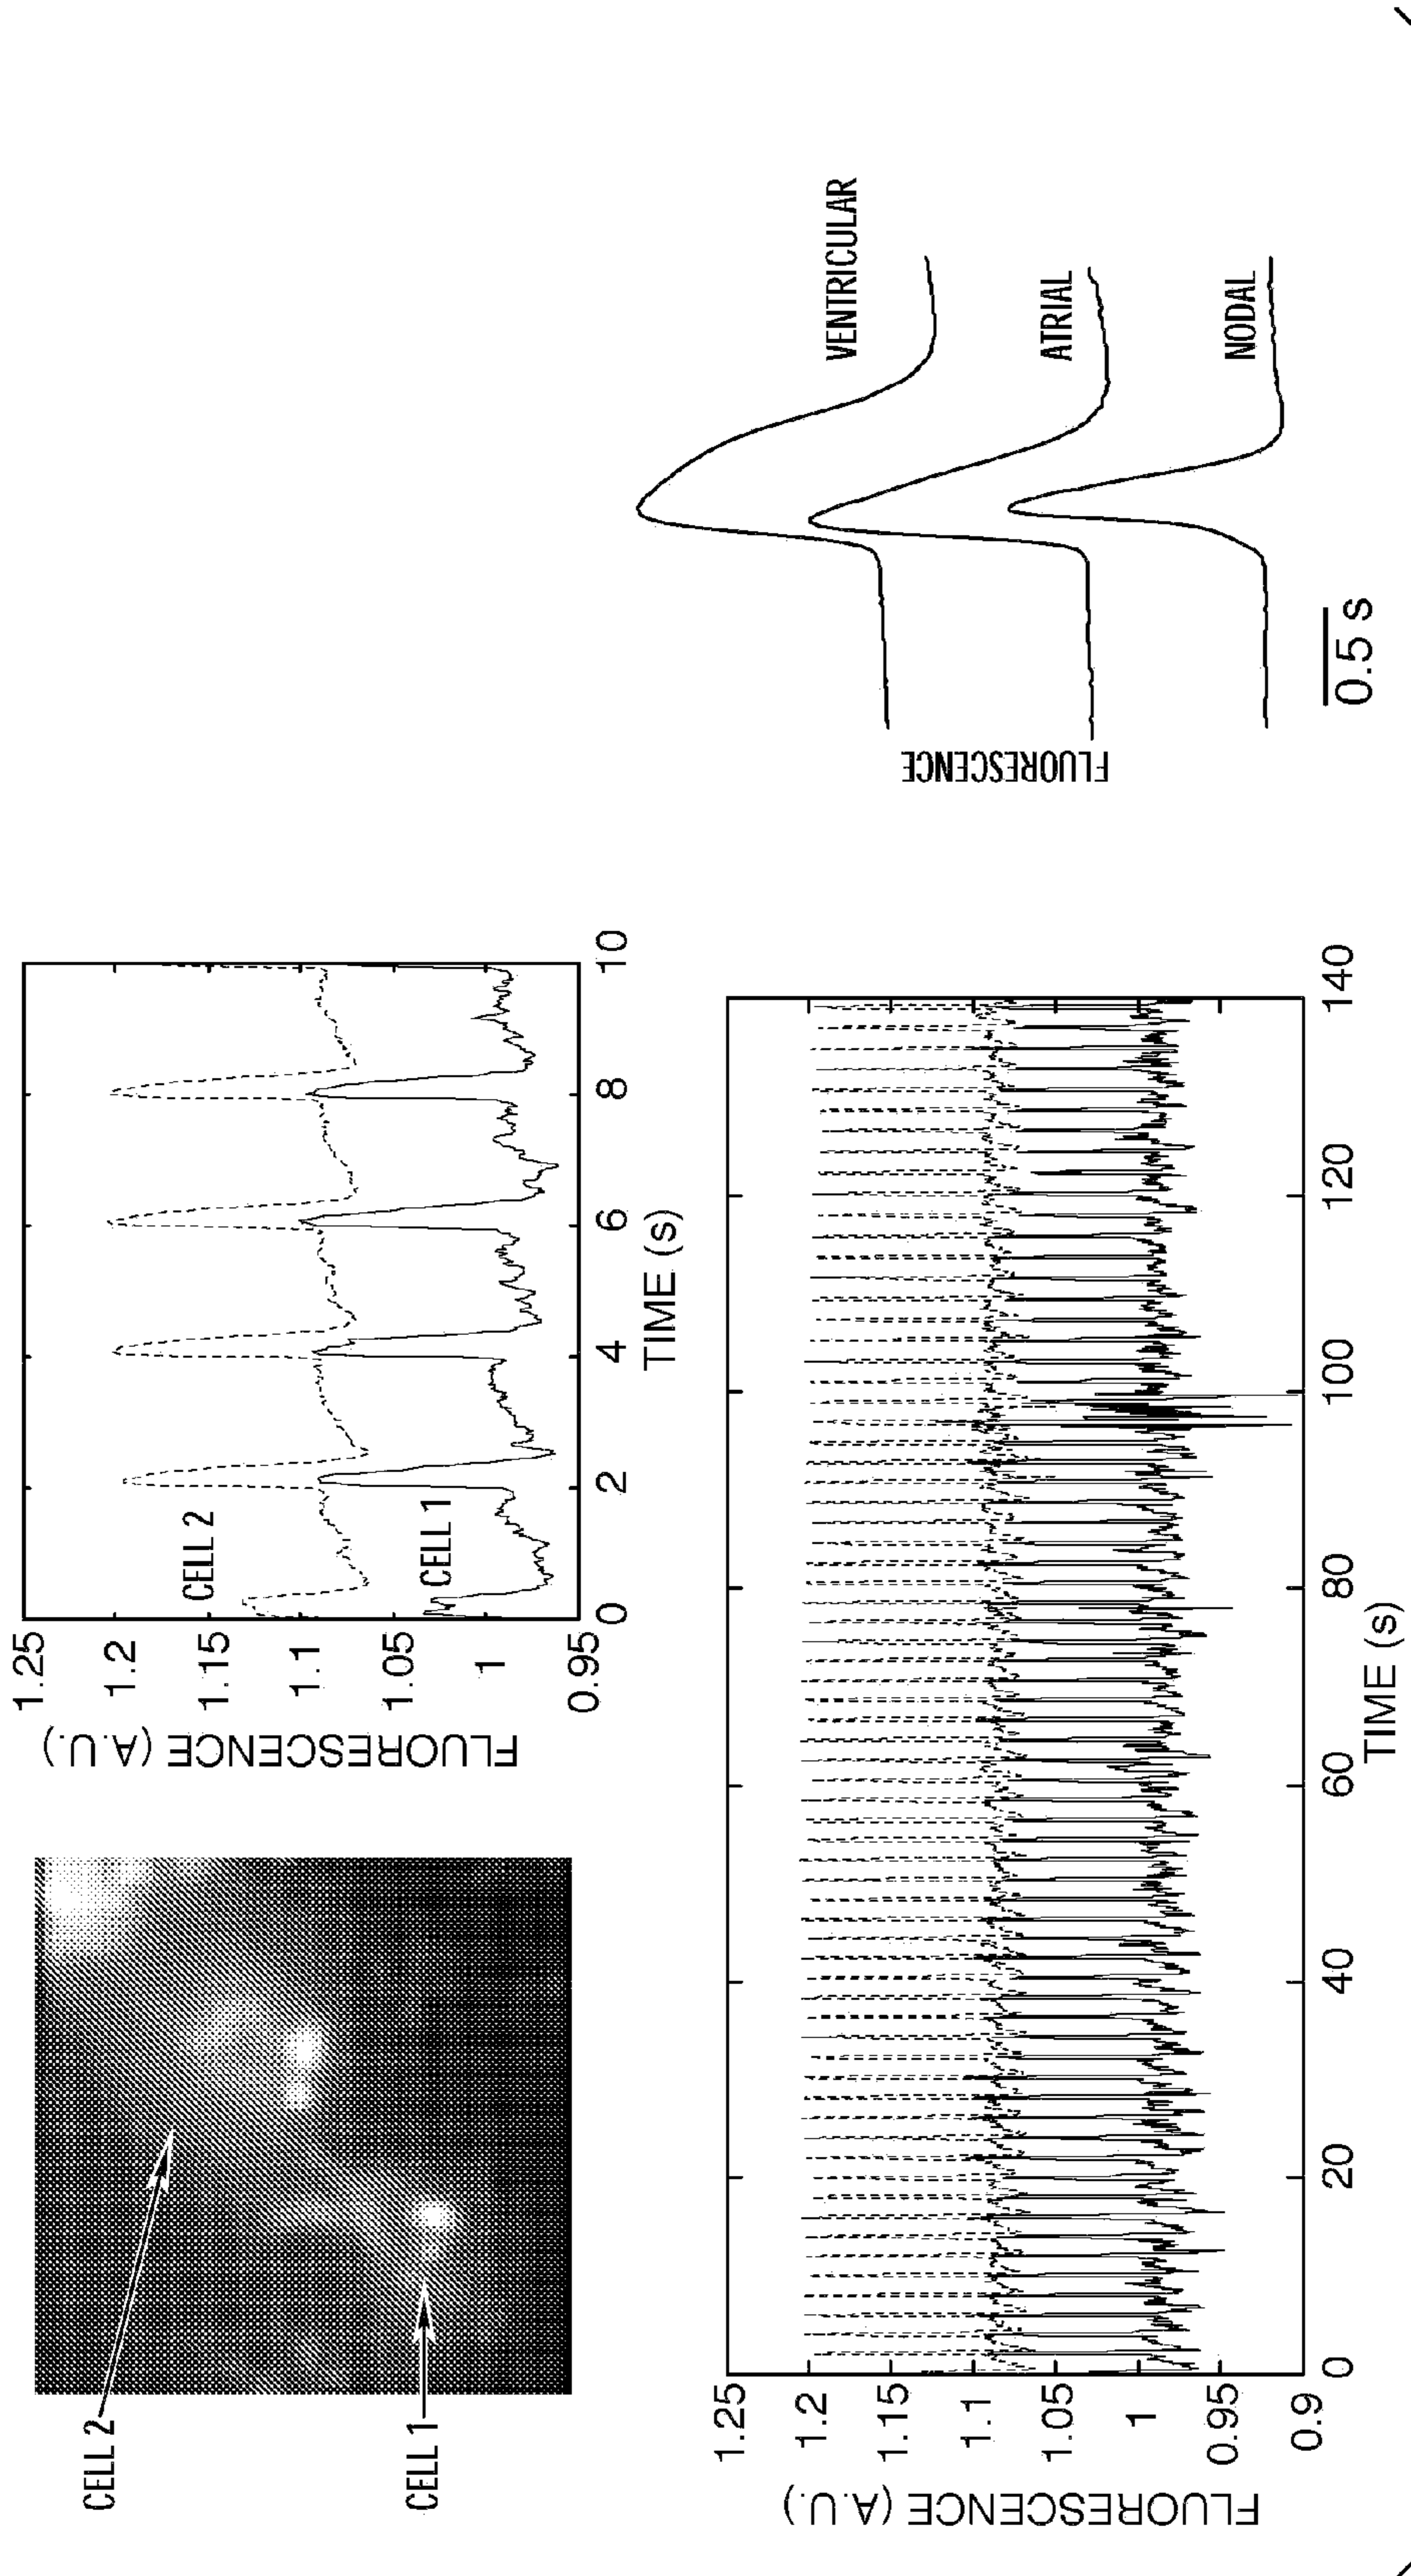 CELL 2
CELL 1
FLUORESCENCE (A.U.)
1.25
1.2
1.15
1.1
1.05
1
0.95
CELL 2
CELL 1
0 2 4 6 8 10
TIME (s)
FLUORESCENCE (A.U.)
1.25
1.2
1.15
1.1
1.05
1
0.95
0.9
0 20 40 60 80 100 120 140
TIME (s)
FLUORESCENCE
VENTRICULAR
ATRIAL
NODAL
0.5 s